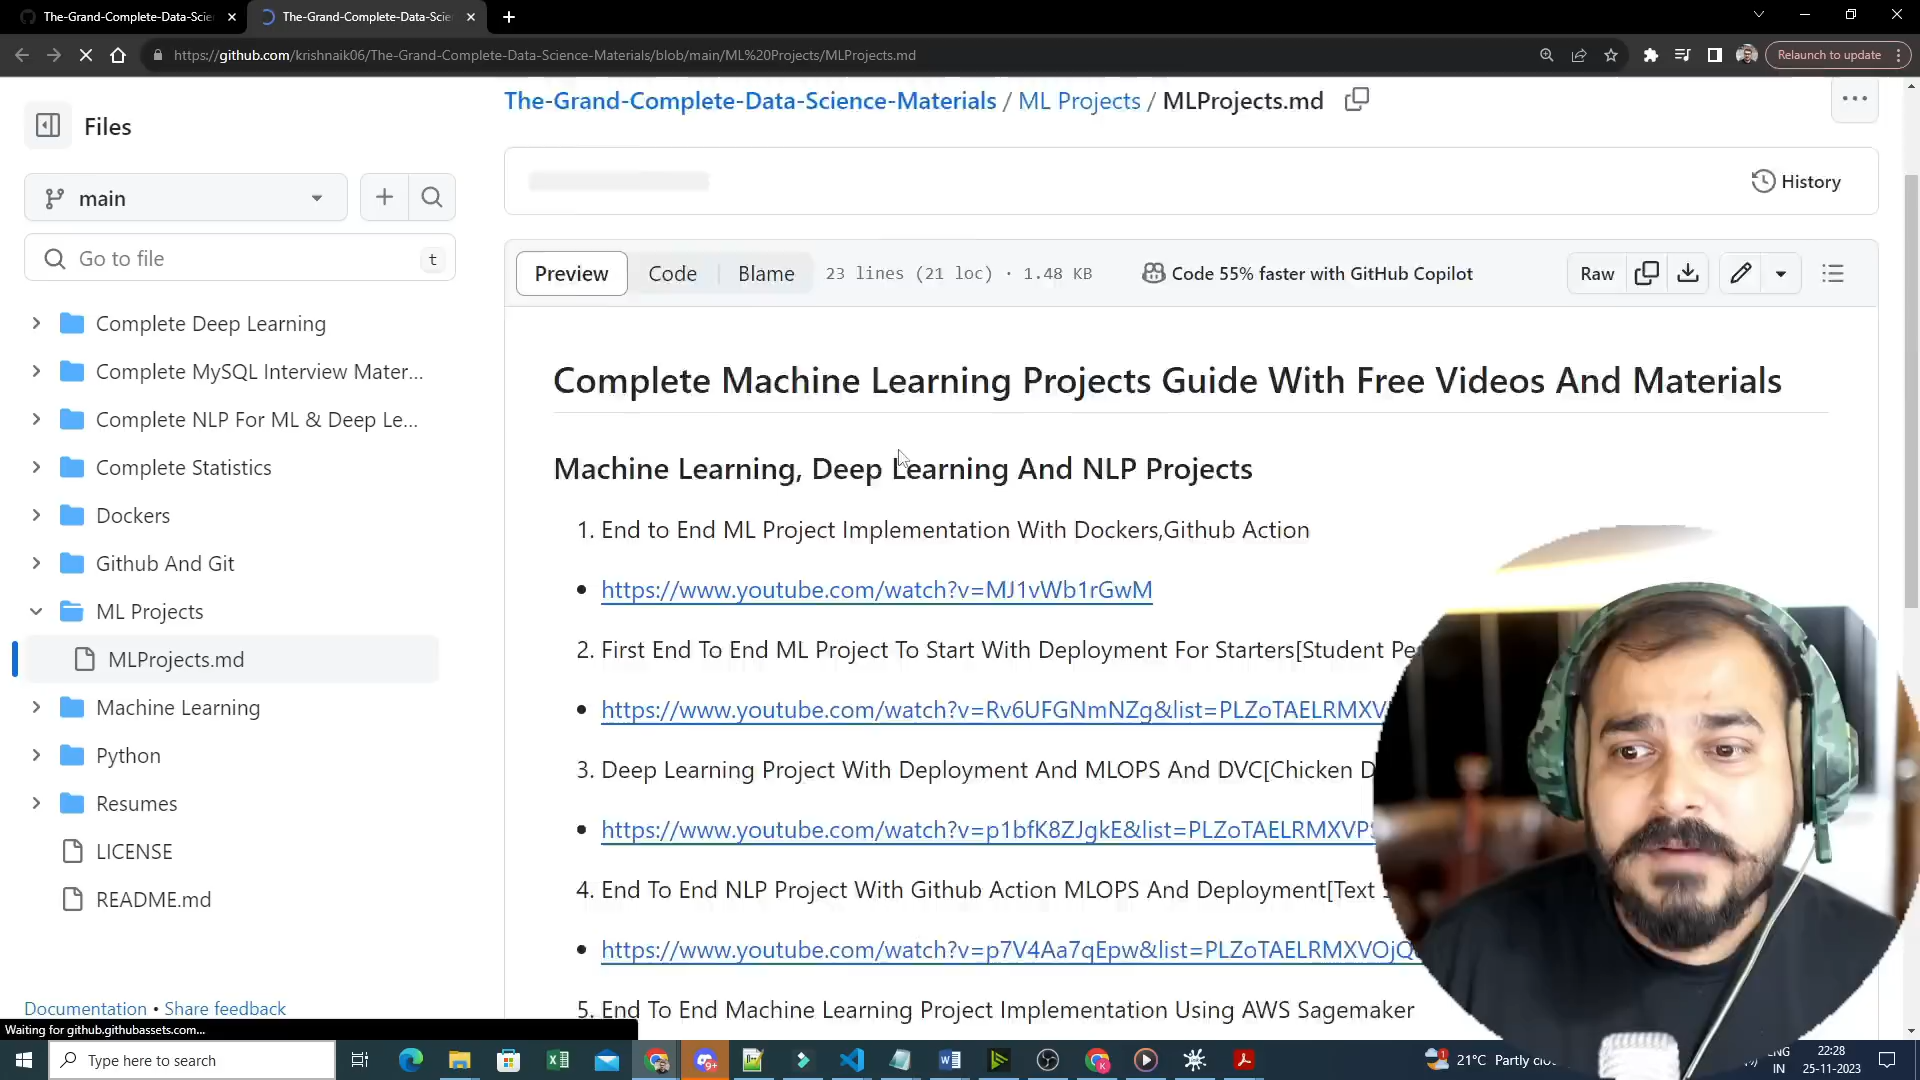 The-Grand-Complete-Data-Scie
The-Grand-Complete-Data-Scie
https://github.com/krishnaik06/The-Grand-Complete-Data-Science-Materials/blob/main/ML%20Projects/MLProjects.md
Relaunch to update
The-Grand-Complete-Data-Science-Materials / ML Projects / MLProjects.md
Files
History
main
Go to file
t
Preview
Code
Blame
23 lines (21 loc) · 1.48 KB
Code 55% faster with GitHub Copilot
Raw
Complete Deep Learning
Complete MySQL Interview Mater...
Complete NLP For ML & Deep Le...
Complete Statistics
Dockers
Github And Git
ML Projects
MLProjects.md
Machine Learning
Python
Resumes
LICENSE
README.md
Documentation • Share feedback
Complete Machine Learning Projects Guide With Free Videos And Materials
Machine Learning, Deep Learning And NLP Projects
1. End to End ML Project Implementation With Dockers,Github Action
• https://www.youtube.com/watch?v=MJ1vWb1rGwM
2. First End To End ML Project To Start With Deployment For Starters[Student Pe
• https://www.youtube.com/watch?v=Rv6UFGNmNZg&list=PLZoTAELRMXV
3. Deep Learning Project With Deployment And MLOPS And DVC[Chicken D
• https://www.youtube.com/watch?v=p1bfK8ZJgkE&list=PLZoTAELRMXVP
4. End To End NLP Project With Github Action MLOPS And Deployment[Text
• https://www.youtube.com/watch?v=p7V4Aa7qEpw&list=PLZoTAELRMXVOjQ
5. End To End Machine Learning Project Implementation Using AWS Sagemaker
Waiting for github.githubassets.com...
Type here to search
9+
21°C Partly clo
ENG
IN
22:28
25-11-2023